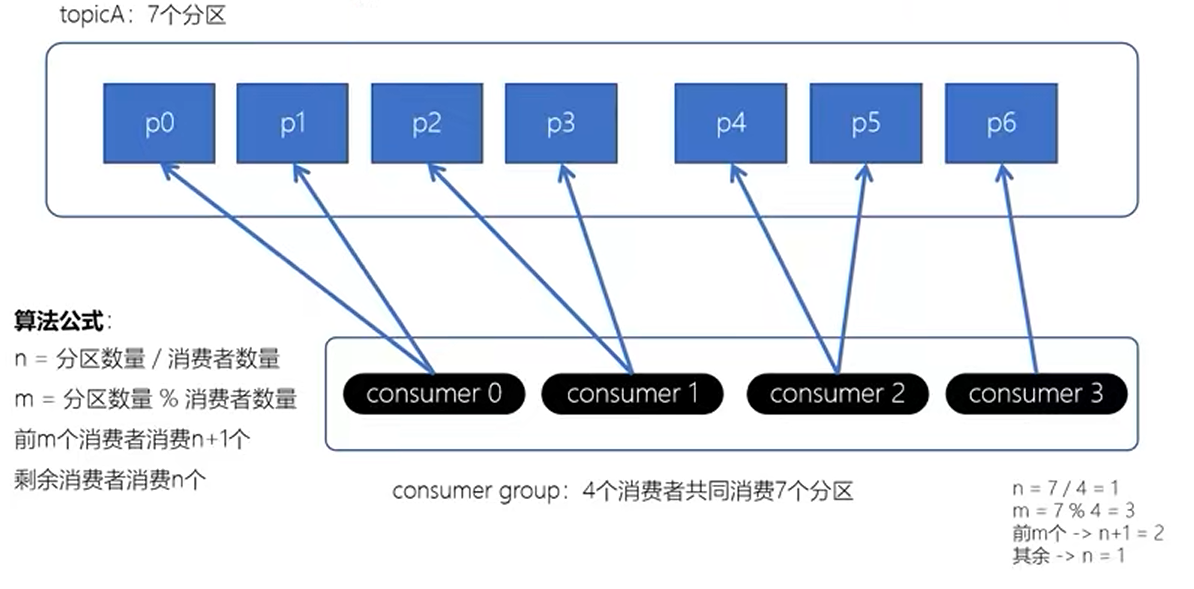 topicA：7个分区
p0 p1 p2 p3 p4 p5 p6
算法公式：
n = 分区数量 / 消费者数量
m = 分区数量 % 消费者数量
前m个消费者消费n+1个
剩余消费者消费n个
consumer 0 consumer 1 consumer 2 consumer 3
consumer group：4个消费者共同消费7个分区
n = 7 / 4 = 1
m = 7 % 4 = 3
前m个 -> n+1 = 2
其余 -> n = 1